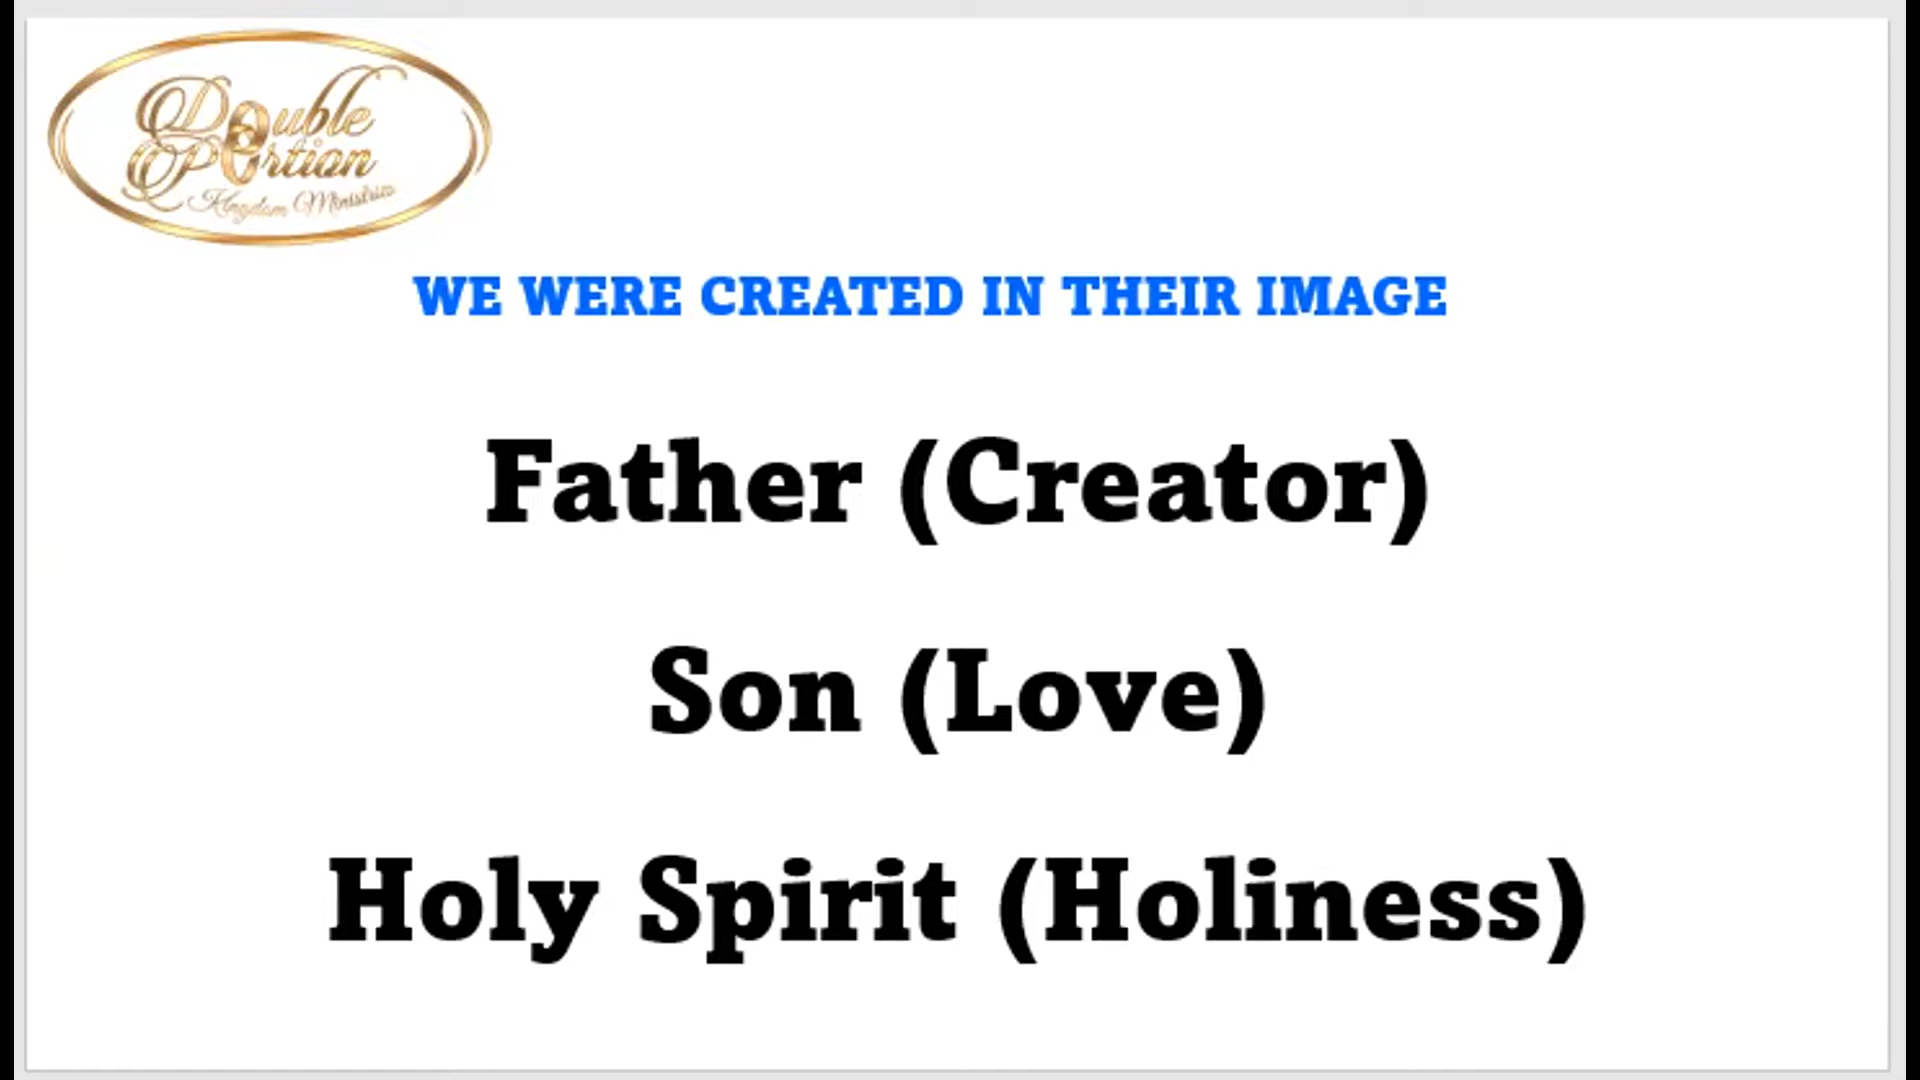 Double
Portion
Kingdom Ministries
WE WERE CREATED IN THEIR IMAGE
Father (Creator)
Son (Love)
Holy Spirit (Holiness)